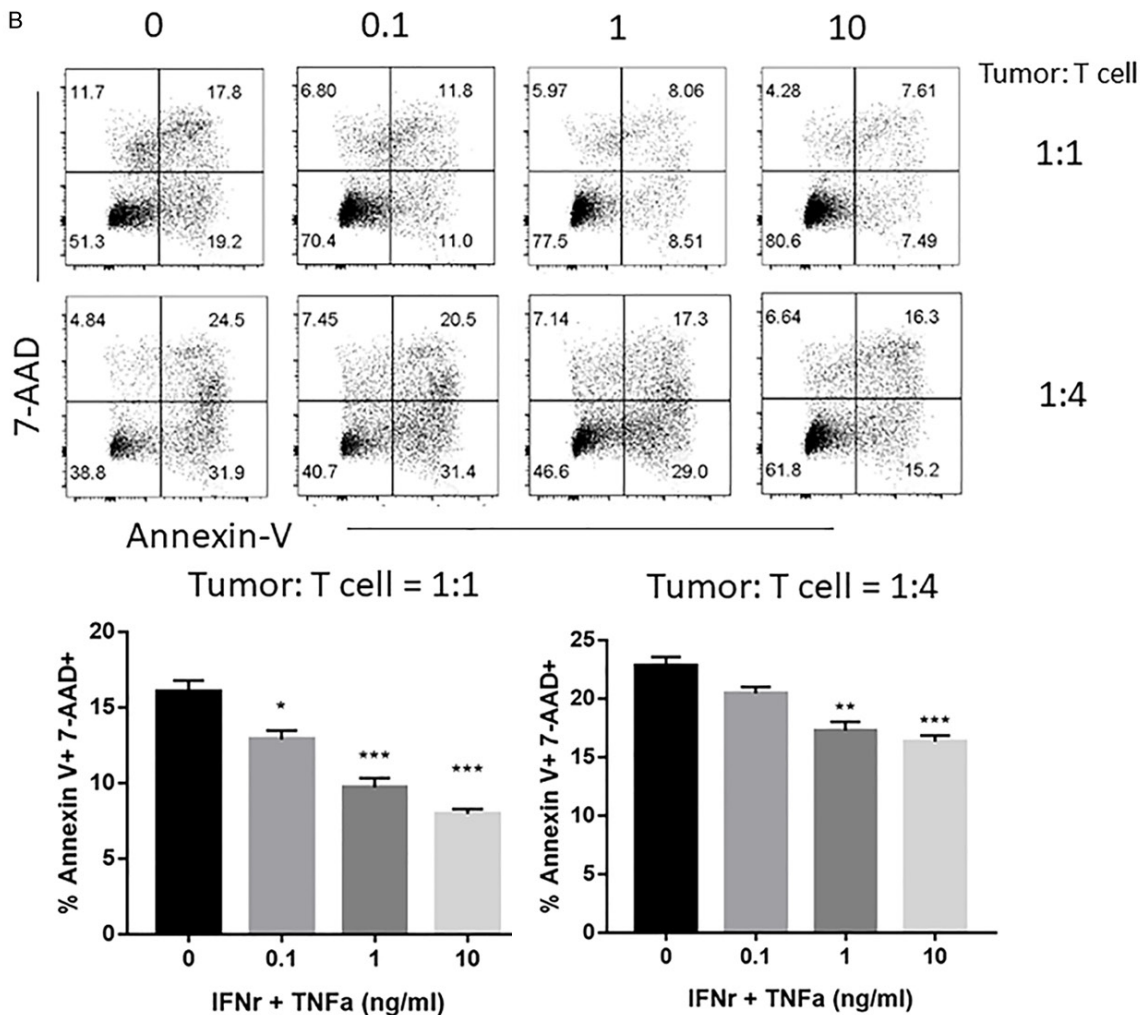 B
0 0.1 1 10
Tumor: T cell
11.7 17.8 6.80 11.8 5.97 8.06 4.28 7.61
1:1
51.3 19.2 70.4 11.0 77.5 8.51 80.6 7.49
7-AAD
4.84 24.5 7.45 20.5 7.14 17.3 6.64 16.3
1:4
38.8 31.9 40.7 31.4 46.6 29.0 61.8 15.2
Annexin-V
Tumor: T cell = 1:1
% Annexin V+ 7-AAD+
20
15
10
5
0
* *** ***
0 0.1 1 10
IFNr + TNFa (ng/ml)
Tumor: T cell = 1:4
% Annexin V+ 7-AAD+
25
20
15
10
5
0
** ***
0 0.1 1 10
IFNr + TNFa (ng/ml)